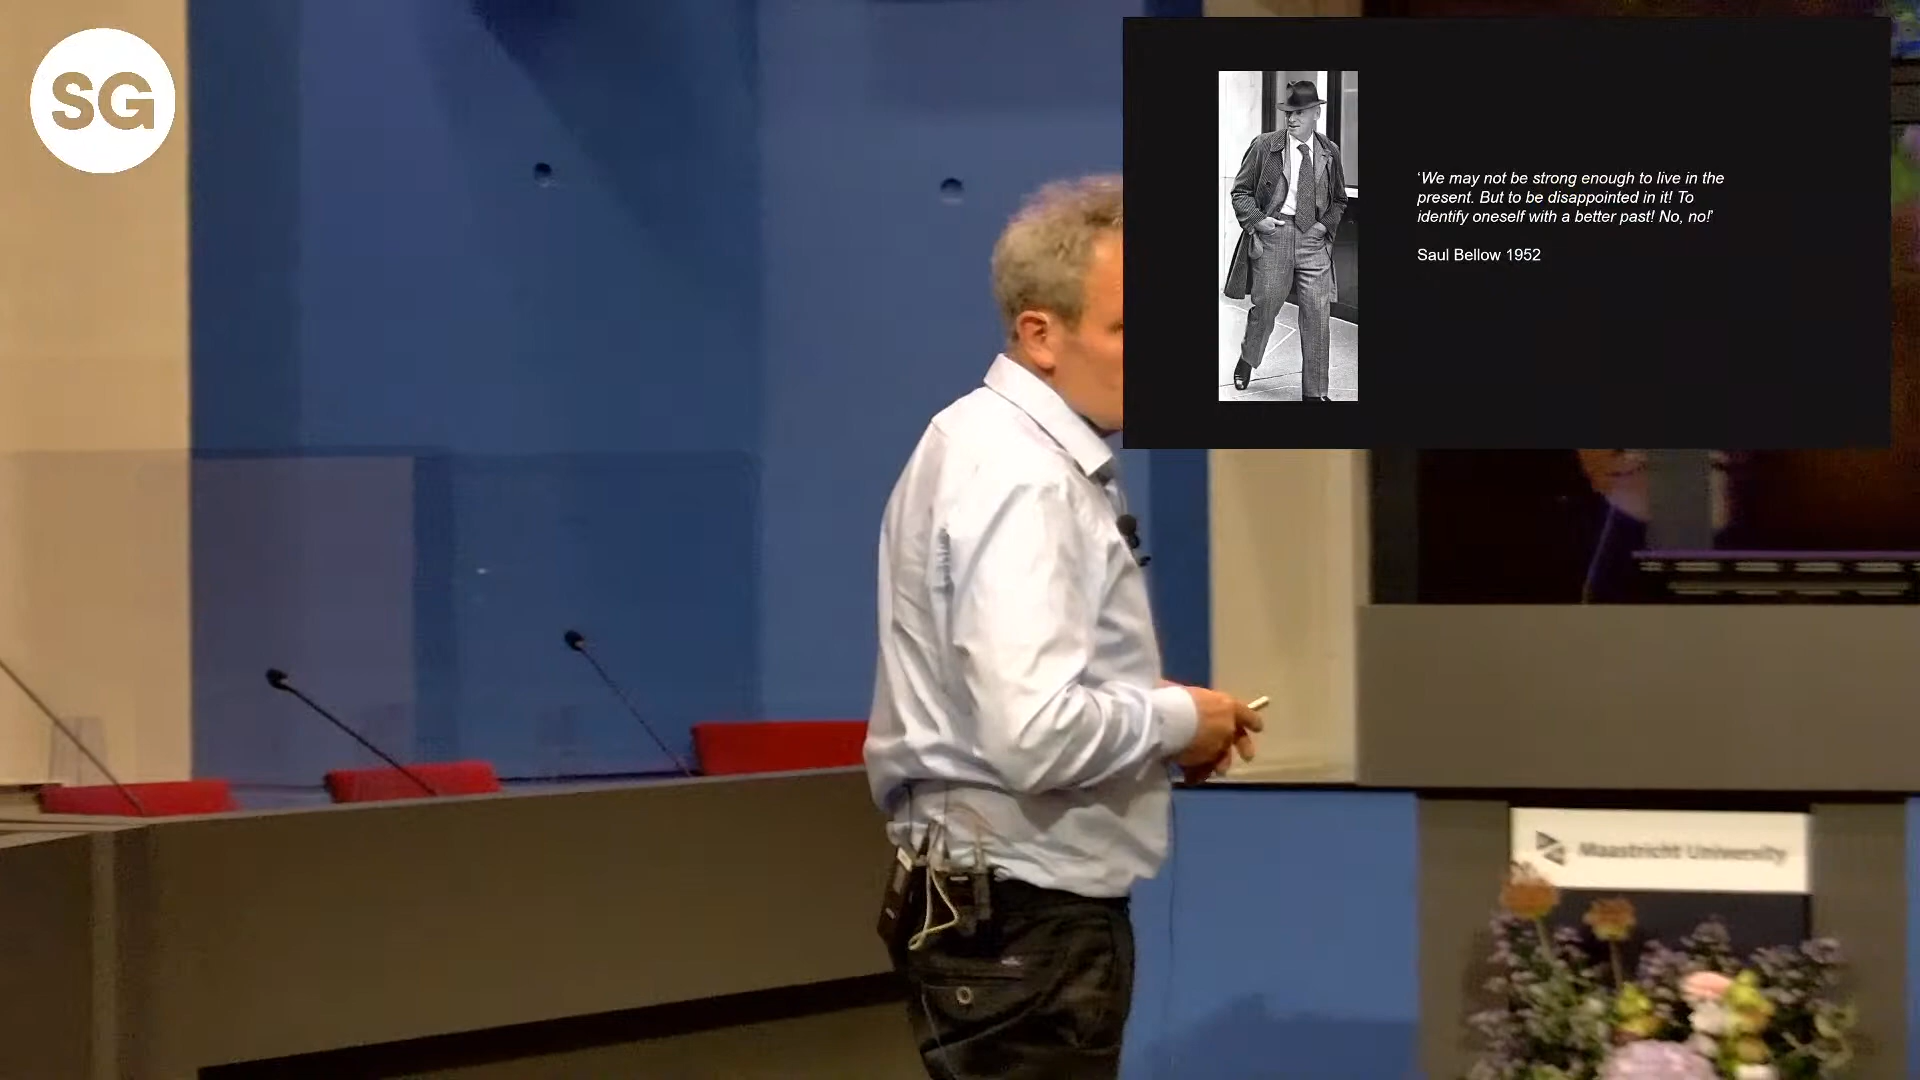 SG
‘We may not be strong enough to live in the
present. But to be disappointed in it! To
identify oneself with a better past! No, no!’
Saul Bellow 1952
Maastricht University